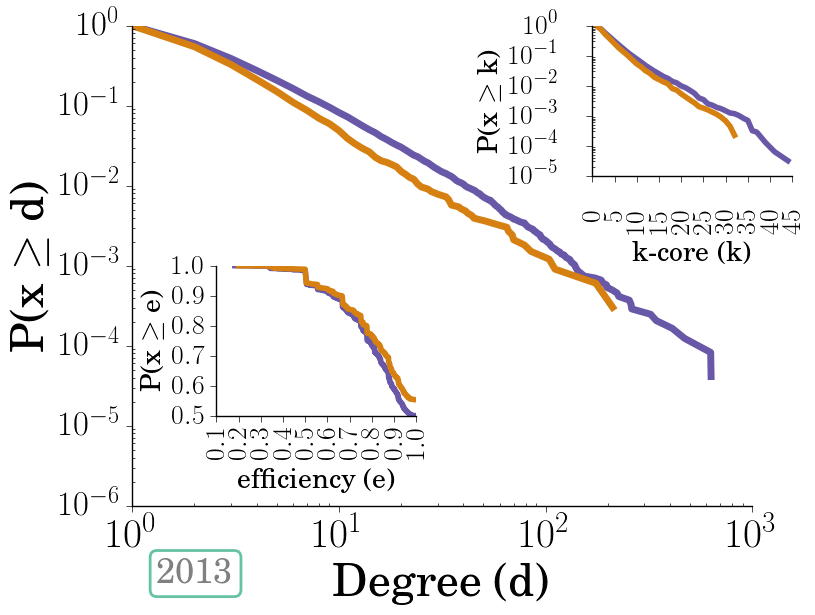 P(x ≥ d)
10^0
10^-1
10^-2
10^-3
10^-4
10^-5
10^-6
10^0 10^1 10^2 10^3
Degree (d)
2013
P(x ≥ k)
10^0
10^-1
10^-2
10^-3
10^-4
10^-5
0 5 10 15 20 25 30 35 40 45
k-core (k)
P(x ≥ e)
1.0
0.9
0.8
0.7
0.6
0.5
0.1 0.2 0.3 0.4 0.5 0.6 0.7 0.8 0.9 1.0
efficiency (e)